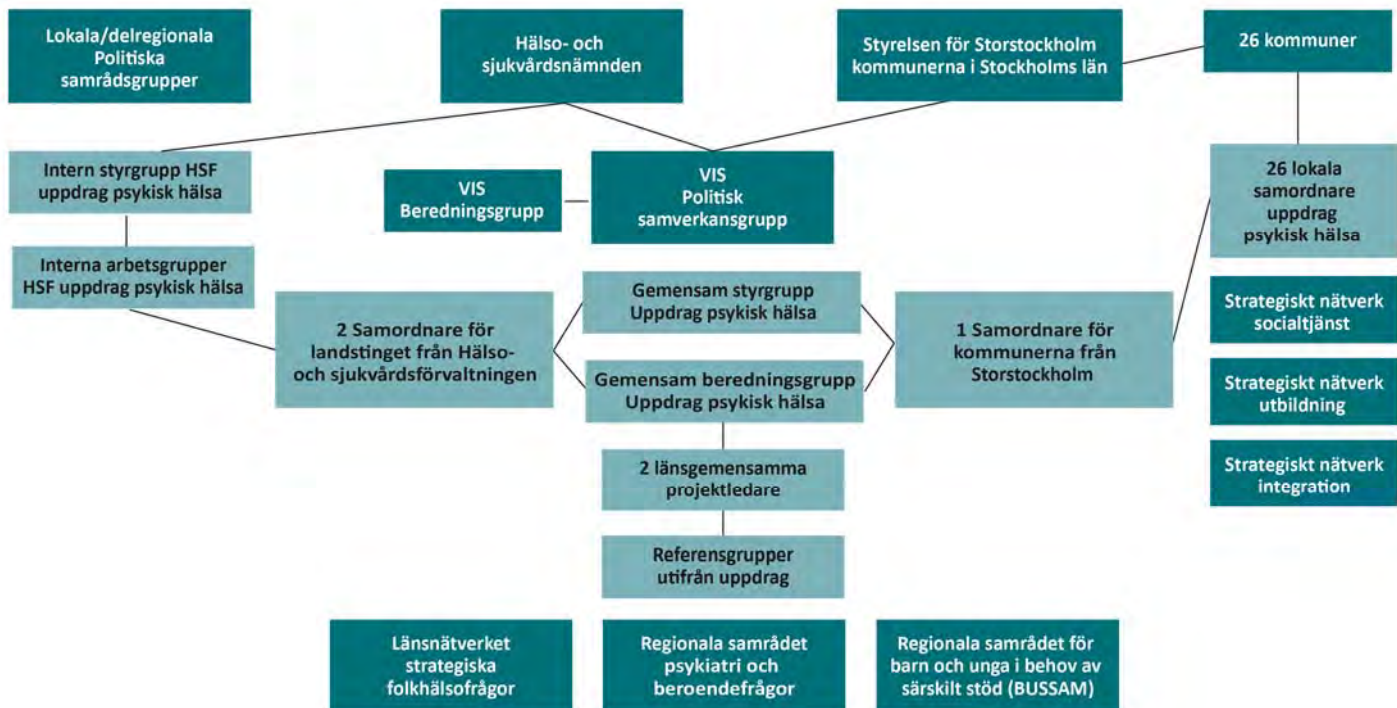 Lokala/delregionala
Politiska
samrådsgrupper
Hälso- och
sjukvårdsnämnden
Styrelsen för Storstockholm
kommunerna i Stockholms län
26 kommuner
Intern styrgrupp HSF
uppdrag psykisk hälsa
VIS
Beredningsgrupp
VIS
Politisk
samverkansgrupp
26 lokala
samordnare
uppdrag
psykisk hälsa
Interna arbetsgrupper
HSF uppdrag psykisk hälsa
2 Samordnare för
landstinget från Hälso-
och sjukvårdsförvaltningen
Gemensam styrgrupp
Uppdrag psykisk hälsa
Gemensam beredningsgrupp
Uppdrag psykisk hälsa
1 Samordnare för
kommunerna från
Storstockholm
Strategiskt nätverk
socialtjänst
Strategiskt nätverk
utbildning
Strategiskt nätverk
integration
2 länsgemensamma
projektledare
Referensgrupper
utifrån uppdrag
Länsnätverket
strategiska
folkhälsofrågor
Regionala samrådet
psykiatri och
beroendefrågor
Regionala samrådet för
barn och unga i behov av
särskilt stöd (BUSSAM)